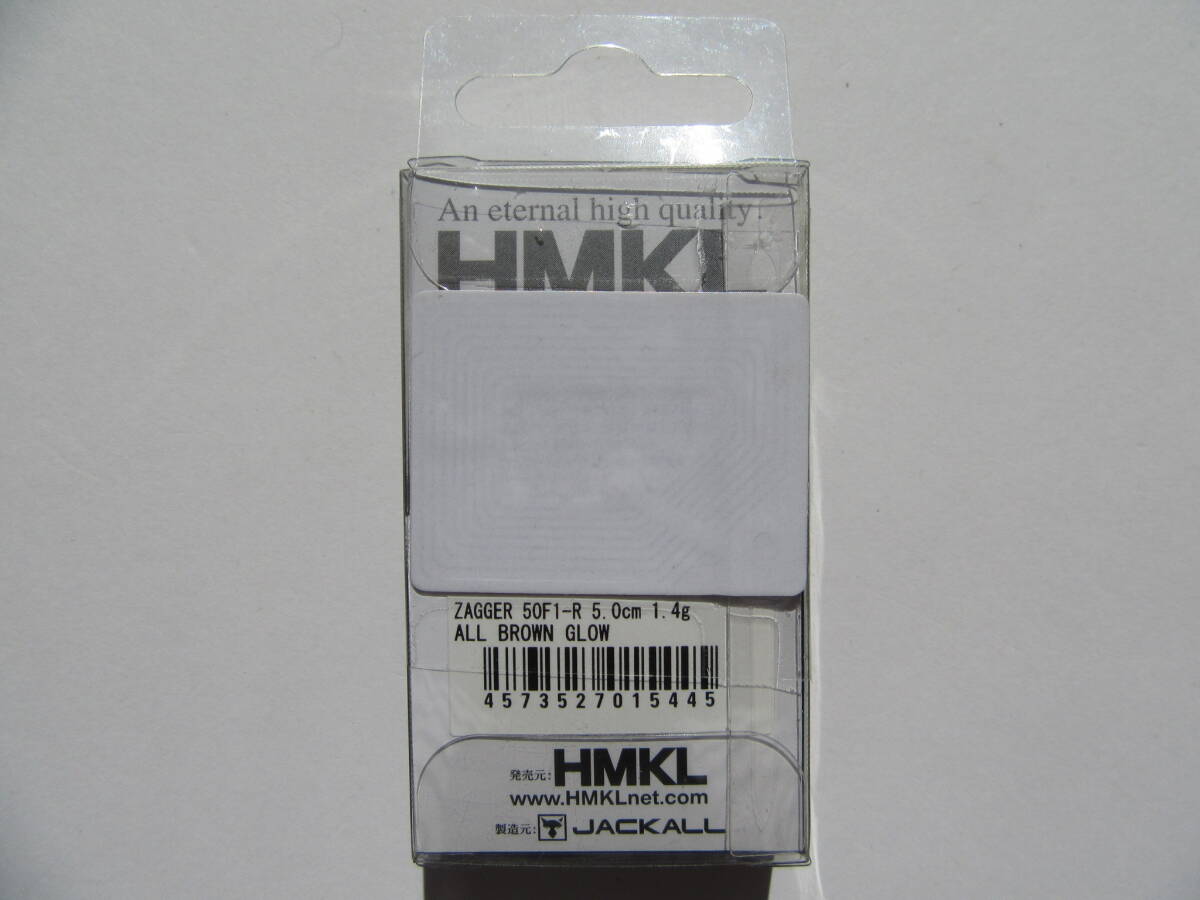 An eternal high quality.
HMKL
ZAGGER 50F1-R 5.0cm 1.4g
ALL BROWN GLOW
4573527015445
発売元: HMKL
www.HMKLnet.com
製造元: JACKALL